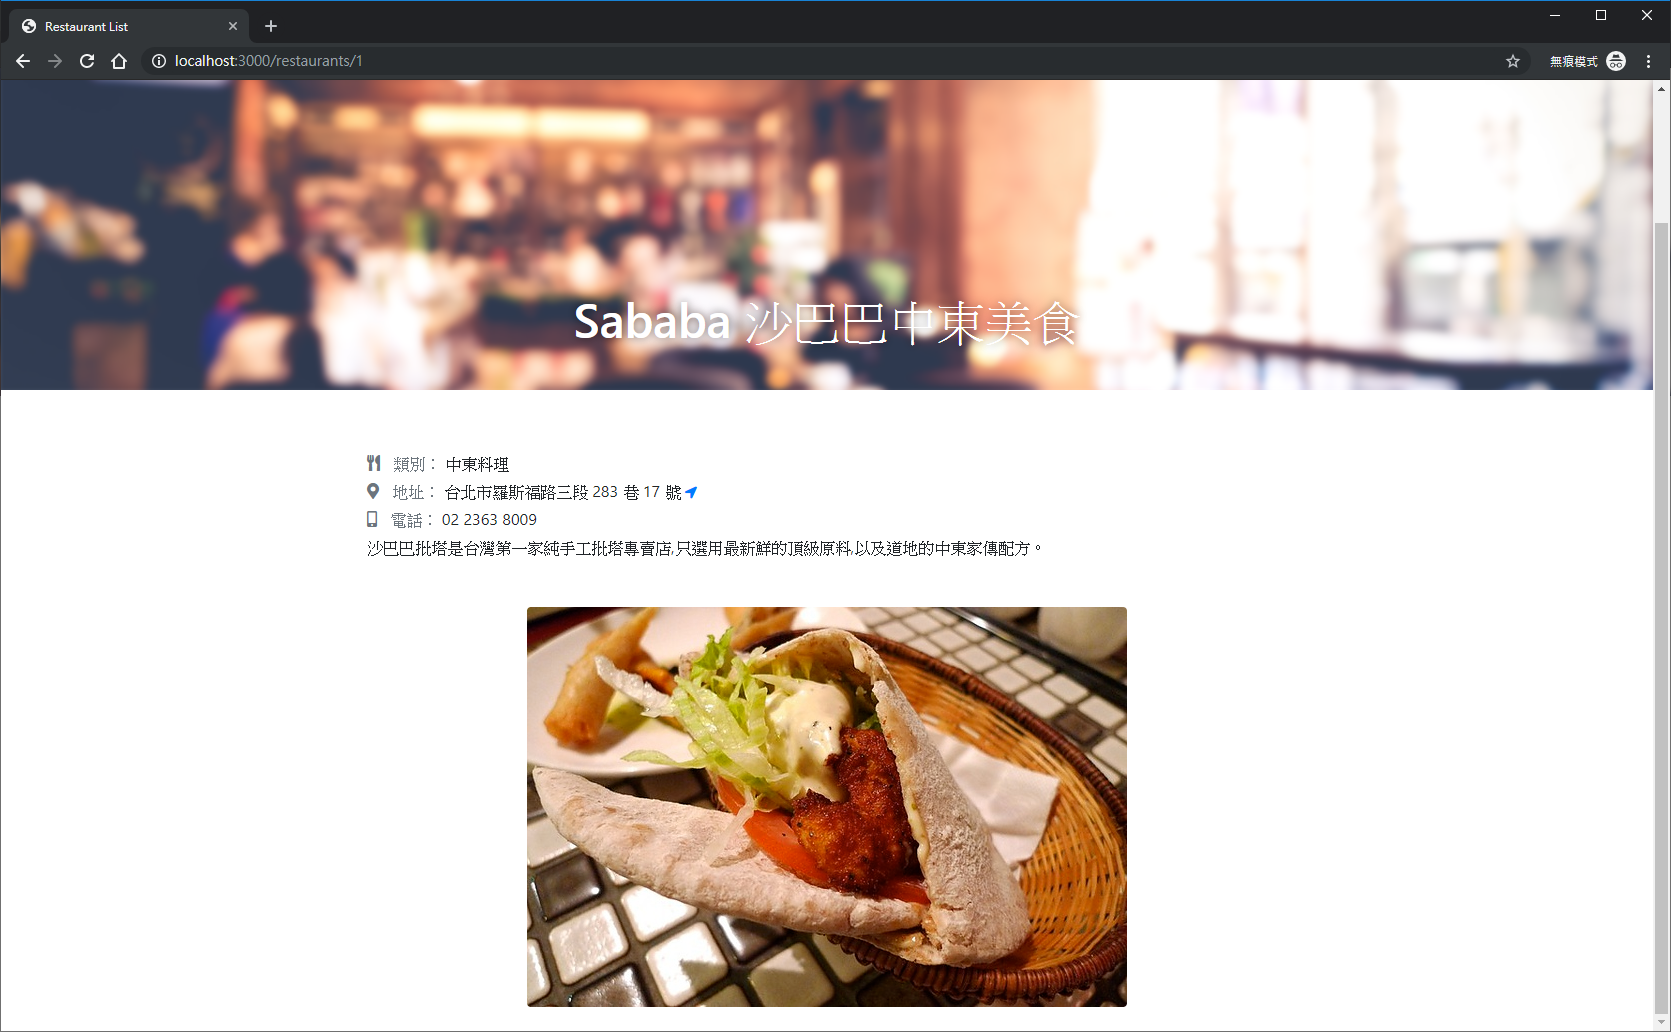 Restaurant List
localhost:3000/restaurants/1
無痕模式
Sababa 沙巴巴中東美食
類別： 中東料理
地址： 台北市羅斯福路三段 283 巷 17 號
電話： 02 2363 8009
沙巴巴批塔是台灣第一家純手工批塔專賣店,只選用最新鮮的頂級原料,以及道地的中東家傳配方。